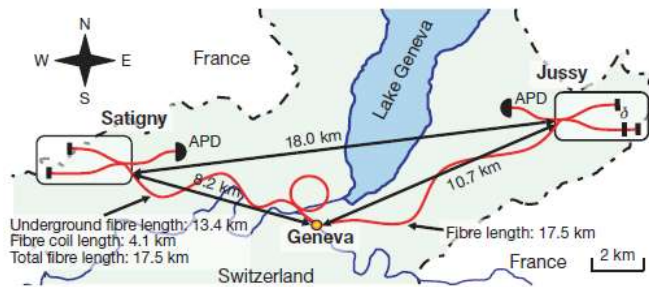 N
W E
S
France
Lake Geneva
Jussy
APD
δ
Satigny
APD
18.0 km
8.2 km
10.7 km
Underground fibre length: 13.4 km
Fibre coil length: 4.1 km
Total fibre length: 17.5 km
Geneva
Fibre length: 17.5 km
Switzerland
France
2 km